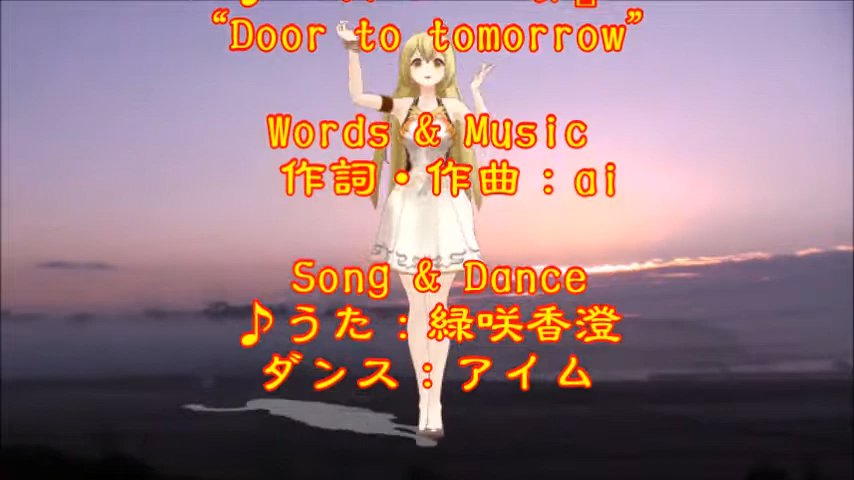 “Door to tomorrow”
Words & Music
作詞・作曲：ai
Song & Dance
♪うた：緑咲香澄
ダンス：アイム